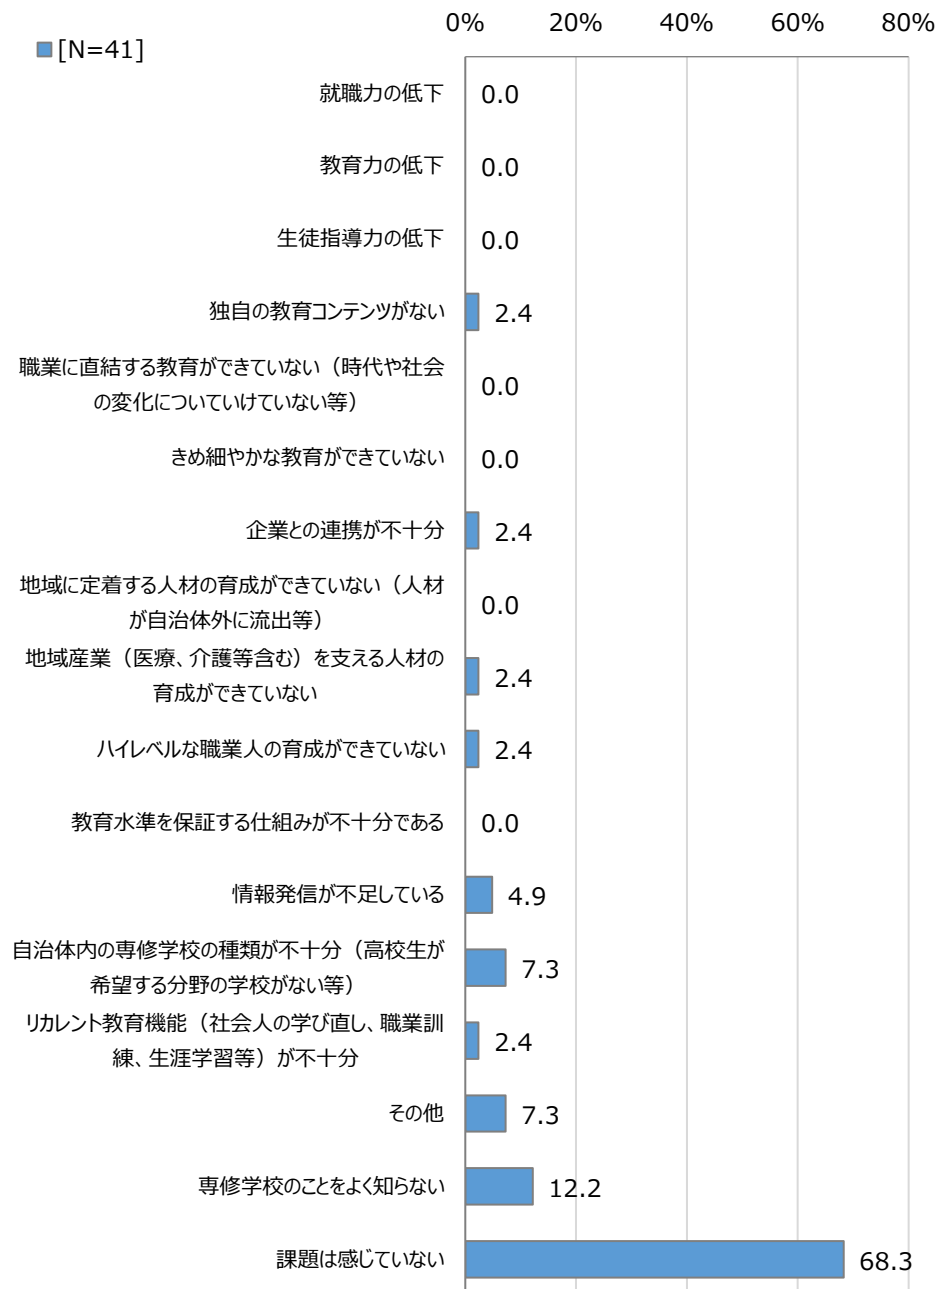 0% 20% 40% 60% 80%
[N=41]
就職力の低下 0.0
教育力の低下 0.0
生徒指導力の低下 0.0
独自の教育コンテンツがない 2.4
職業に直結する教育ができていない（時代や社会
の変化についていけていない等） 0.0
きめ細やかな教育ができていない 0.0
企業との連携が不十分 2.4
地域に定着する人材の育成ができていない（人材
が自治体外に流出等） 0.0
地域産業（医療、介護等含む）を支える人材の
育成ができていない 2.4
ハイレベルな職業人の育成ができていない 2.4
教育水準を保証する仕組みが不十分である 0.0
情報発信が不足している 4.9
自治体内の専修学校の種類が不十分（高校生が
希望する分野の学校がない等） 7.3
リカレント教育機能（社会人の学び直し、職業訓
練、生涯学習等）が不十分 2.4
その他 7.3
専修学校のことをよく知らない 12.2
課題は感じていない 68.3